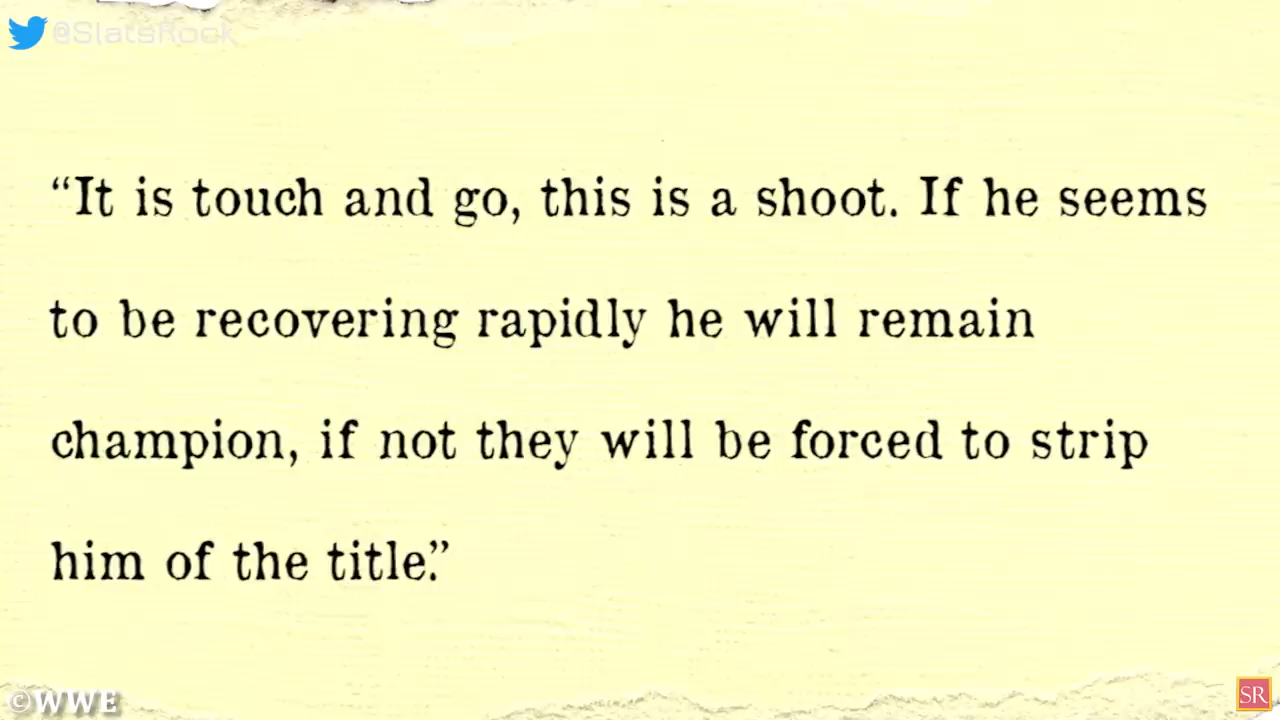 @SlatsRock
“It is touch and go, this is a shoot. If he seems
to be recovering rapidly he will remain
champion, if not they will be forced to strip
him of the title.”
©WWE
SR